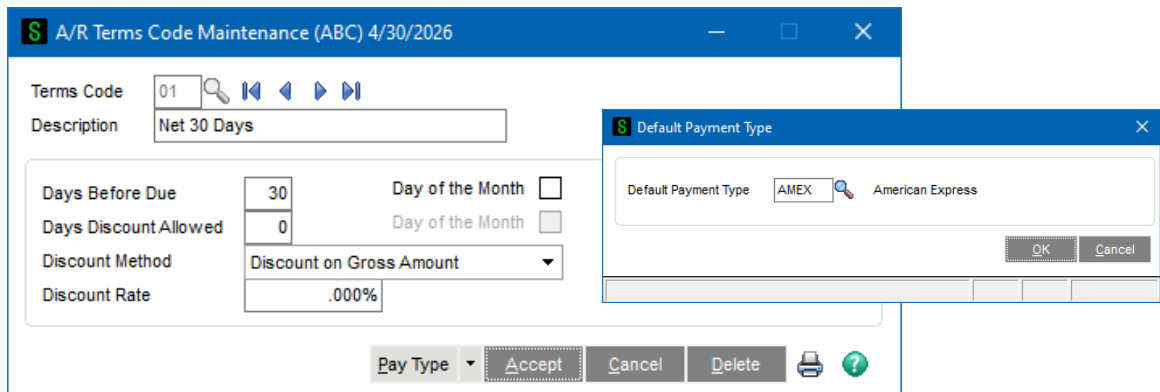 S A/R Terms Code Maintenance (ABC) 4/30/2026
Terms Code 01
Description Net 30 Days
Days Before Due 30 Day of the Month
Days Discount Allowed 0 Day of the Month
Discount Method Discount on Gross Amount
Discount Rate .000%
Pay Type Accept Cancel Delete ?
S Default Payment Type
Default Payment Type AMEX American Express
OK Cancel